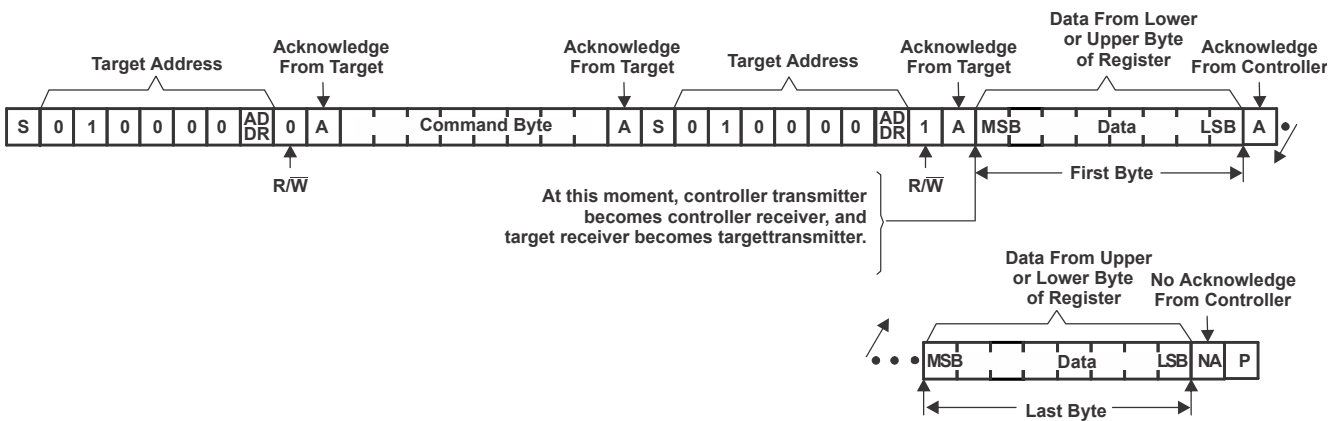 Data From Lower
or Upper Byte
of Register
Acknowledge
From Target
Acknowledge
From Target
Acknowledge
From Target
Acknowledge
From Controller
Target Address
Target Address
S 0 1 0 0 0 0 AD DR 0 A Command Byte A S 0 1 0 0 0 0 AD DR 1 A MSB Data LSB A
R/W̅
R/W̅
First Byte
At this moment, controller transmitter
becomes controller receiver, and
target receiver becomes targettransmitter.
Data From Upper
or Lower Byte
of Register
No Acknowledge
From Controller
MSB Data LSB NA P
Last Byte